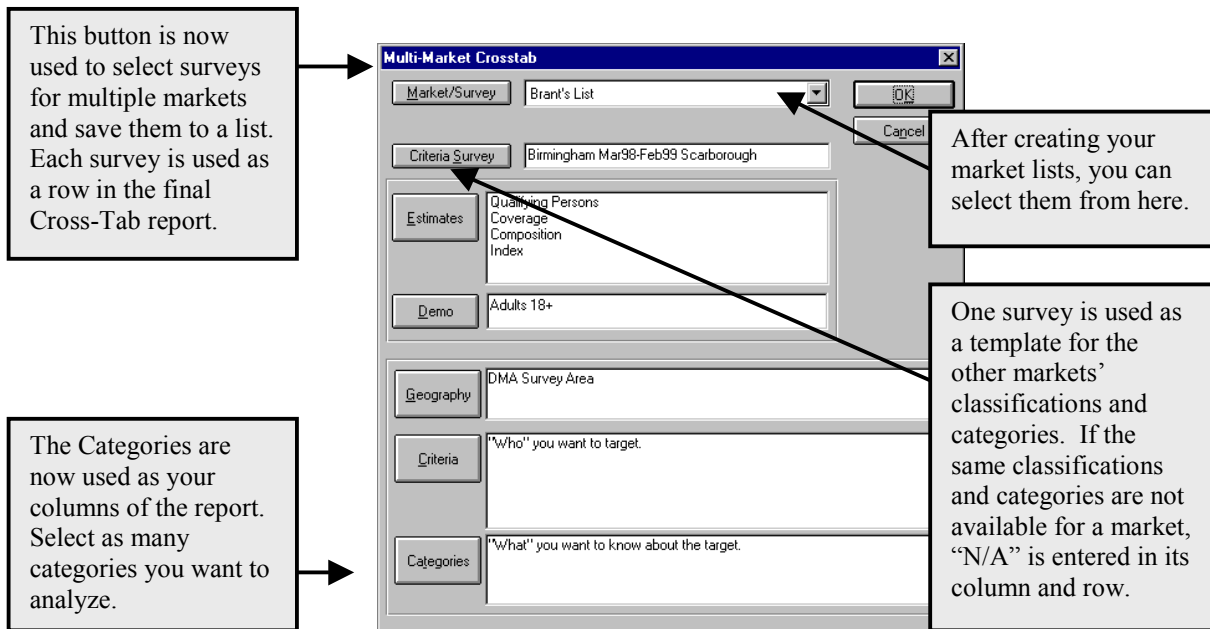 This button is now
used to select surveys
for multiple markets
and save them to a list.
Each survey is used as
a row in the final
Cross-Tab report.
The Categories are
now used as your
columns of the report.
Select as many
categories you want to
analyze.
Multi-Market Crosstab
Market/Survey
Brant's List
OK
Cancel
Criteria Survey
Birmingham Mar98-Feb99 Scarborough
Estimates
Qualifying Persons
Coverage
Composition
Index
Demo
Adults 18+
Geography
DMA Survey Area
Criteria
"Who" you want to target.
Categories
"What" you want to know about the target.
After creating your
market lists, you can
select them from here.
One survey is used as
a template for the
other markets’
classifications and
categories.  If the
same classifications
and categories are not
available for a market,
“N/A” is entered in its
column and row.